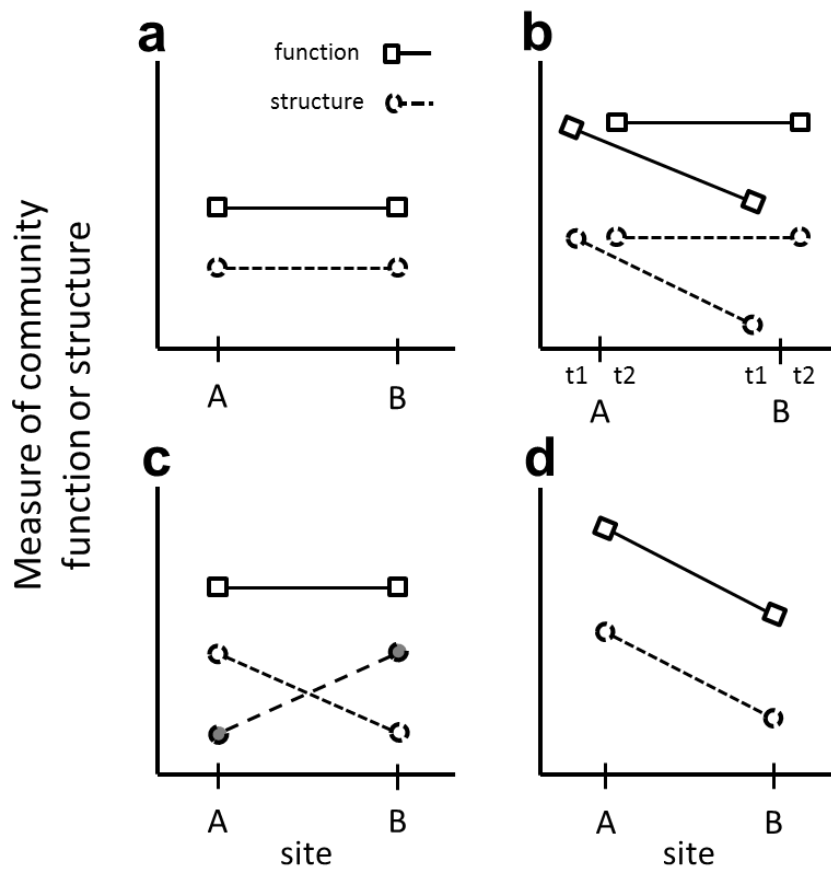 Measure of community
function or structure
a
function
structure
A
B
b
t1
t2
t1
t2
A
B
c
A
B
site
d
A
B
site